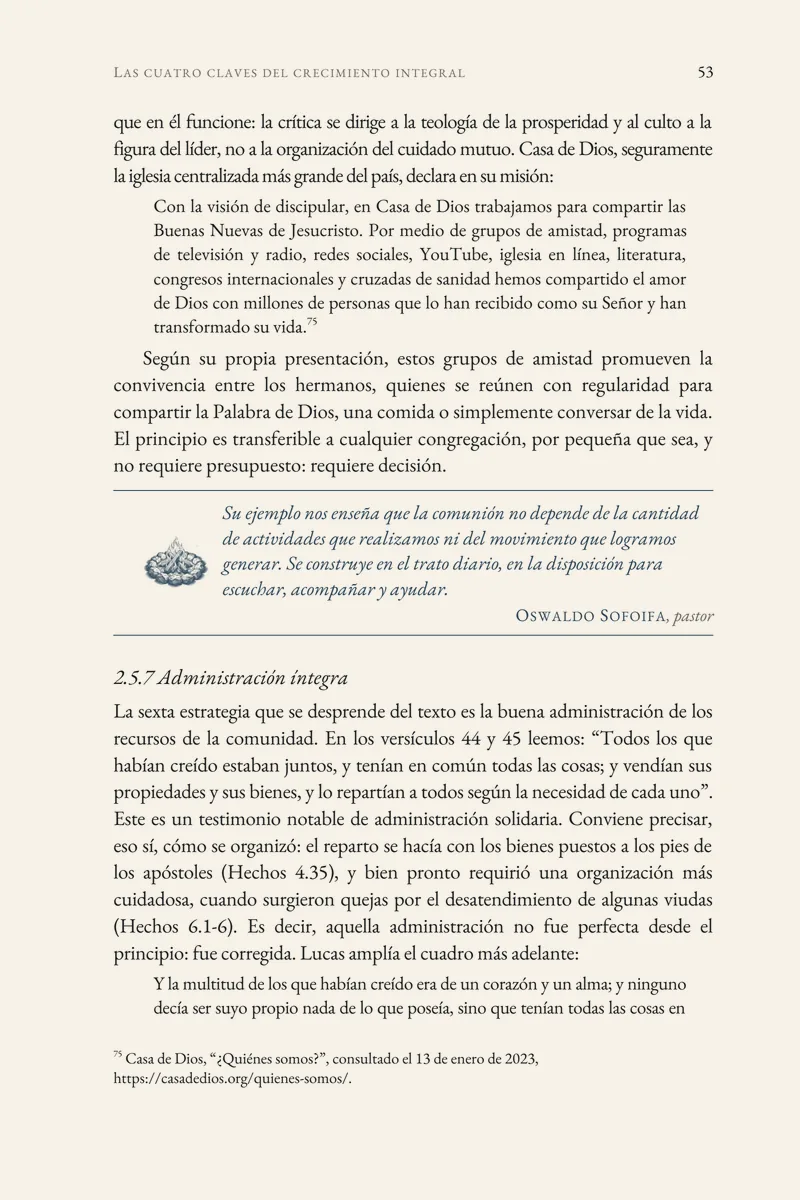 LAS CUATRO CLAVES DEL CRECIMIENTO INTEGRAL 53
que en él funcione: la crítica se dirige a la teología de la prosperidad y al culto a la
figura del líder, no a la organización del cuidado mutuo. Casa de Dios, seguramente
la iglesia centralizada más grande del país, declara en su misión:
Con la visión de discipular, en Casa de Dios trabajamos para compartir las
Buenas Nuevas de Jesucristo. Por medio de grupos de amistad, programas
de televisión y radio, redes sociales, YouTube, iglesia en línea, literatura,
congresos internacionales y cruzadas de sanidad hemos compartido el amor
de Dios con millones de personas que lo han recibido como su Señor y han
transformado su vida.75
Según su propia presentación, estos grupos de amistad promueven la
convivencia entre los hermanos, quienes se reúnen con regularidad para
compartir la Palabra de Dios, una comida o simplemente conversar de la vida.
El principio es transferible a cualquier congregación, por pequeña que sea, y
no requiere presupuesto: requiere decisión.
Su ejemplo nos enseña que la comunión no depende de la cantidad
de actividades que realizamos ni del movimiento que logramos
generar. Se construye en el trato diario, en la disposición para
escuchar, acompañar y ayudar.
OSWALDO SOFOIFA, pastor
2.5.7 Administración íntegra
La sexta estrategia que se desprende del texto es la buena administración de los
recursos de la comunidad. En los versículos 44 y 45 leemos: “Todos los que
habían creído estaban juntos, y tenían en común todas las cosas; y vendían sus
propiedades y sus bienes, y lo repartían a todos según la necesidad de cada uno”.
Este es un testimonio notable de administración solidaria. Conviene precisar,
eso sí, cómo se organizó: el reparto se hacía con los bienes puestos a los pies de
los apóstoles (Hechos 4.35), y bien pronto requirió una organización más
cuidadosa, cuando surgieron quejas por el desatendimiento de algunas viudas
(Hechos 6.1-6). Es decir, aquella administración no fue perfecta desde el
principio: fue corregida. Lucas amplía el cuadro más adelante:
Y la multitud de los que habían creído era de un corazón y un alma; y ninguno
decía ser suyo propio nada de lo que poseía, sino que tenían todas las cosas en
75 Casa de Dios, “¿Quiénes somos?”, consultado el 13 de enero de 2023,
https://casadedios.org/quienes-somos/.